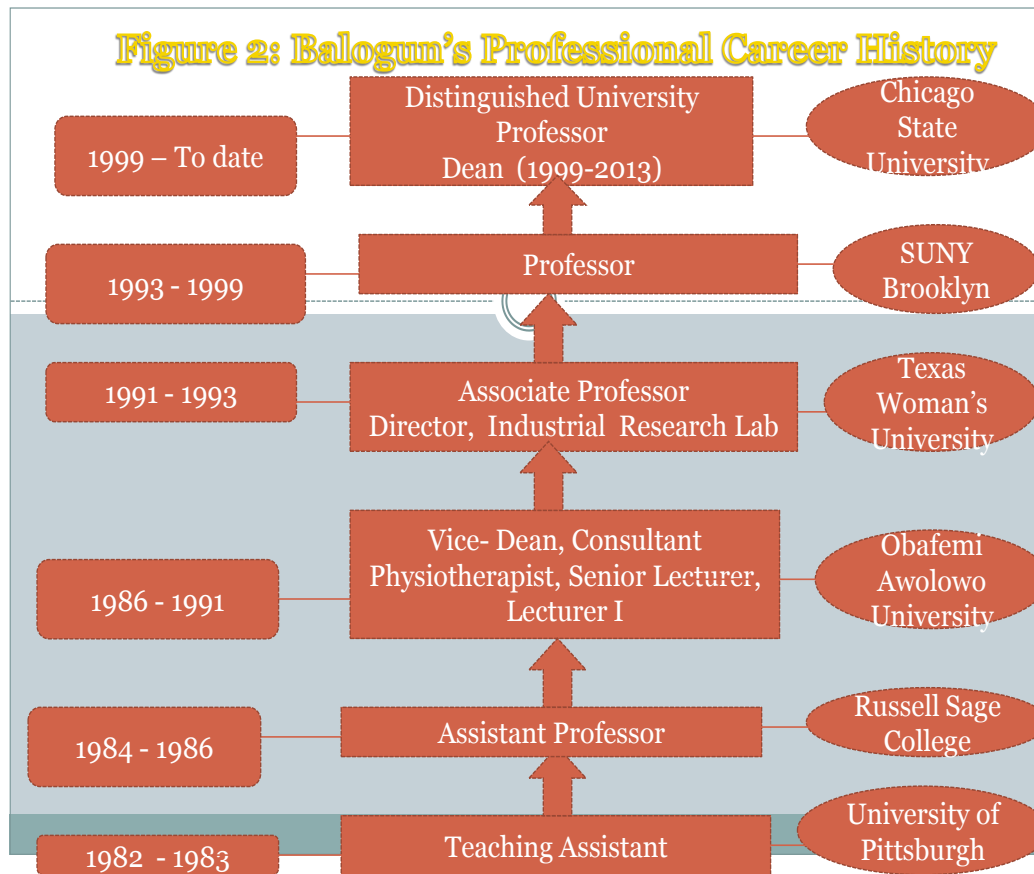 Figure 2: Balogun's Professional Career History
1999 – To date
Distinguished University
Professor
Dean (1999-2013)
Chicago
State
University
1993 - 1999
Professor
SUNY
Brooklyn
1991 - 1993
Associate Professor
Director, Industrial Research Lab
Texas
Woman's
University
1986 - 1991
Vice- Dean, Consultant
Physiotherapist, Senior Lecturer,
Lecturer I
Obafemi
Awolowo
University
1984 - 1986
Assistant Professor
Russell Sage
College
1982 - 1983
Teaching Assistant
University of
Pittsburgh